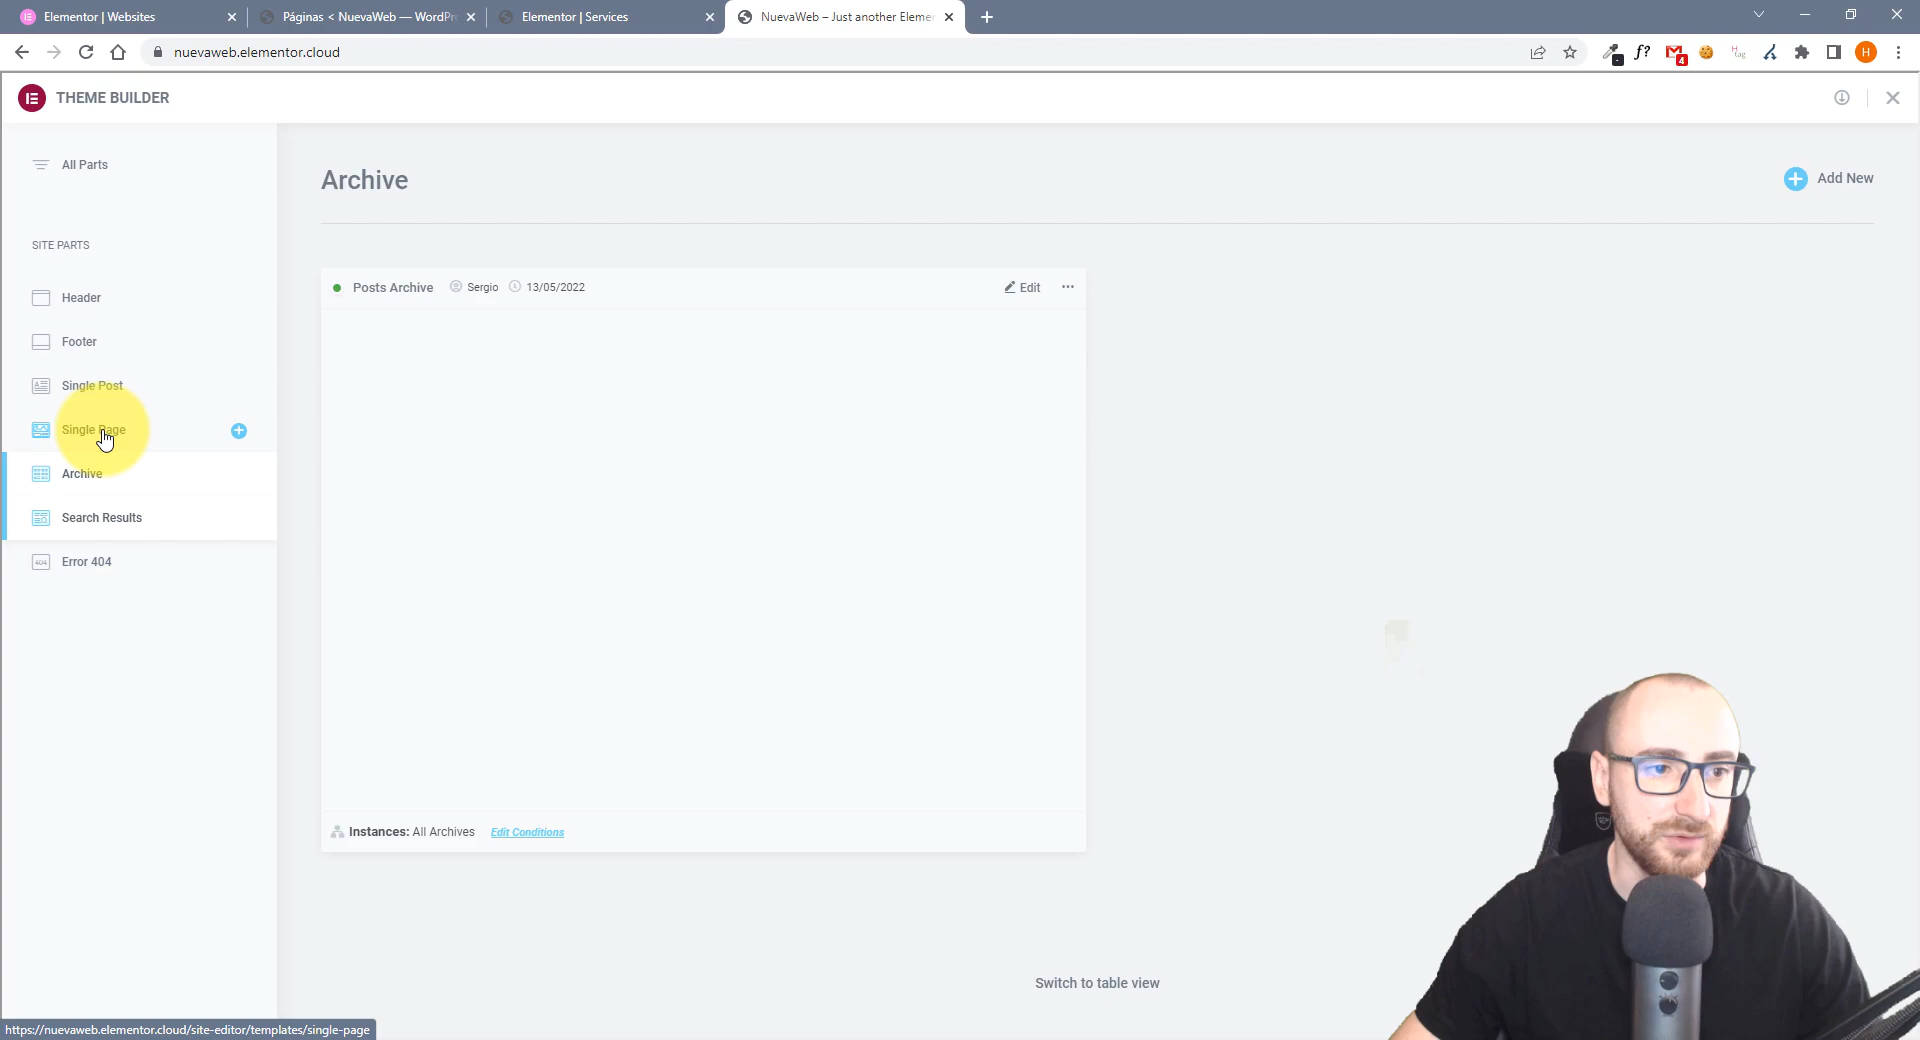 Elementor | Websites
Páginas < NuevaWeb — WordPr
Elementor | Services
NuevaWeb – Just another Eleme
nuevaweb.elementor.cloud
f?
4
H
THEME BUILDER
All Parts
Archive
Add New
SITE PARTS
Header
Posts Archive
Sergio
13/05/2022
Edit
Footer
Single Post
Single Page
Archive
Search Results
404
Error 404
Instances: All Archives
Edit Conditions
Switch to table view
https://nuevaweb.elementor.cloud/site-editor/templates/single-page